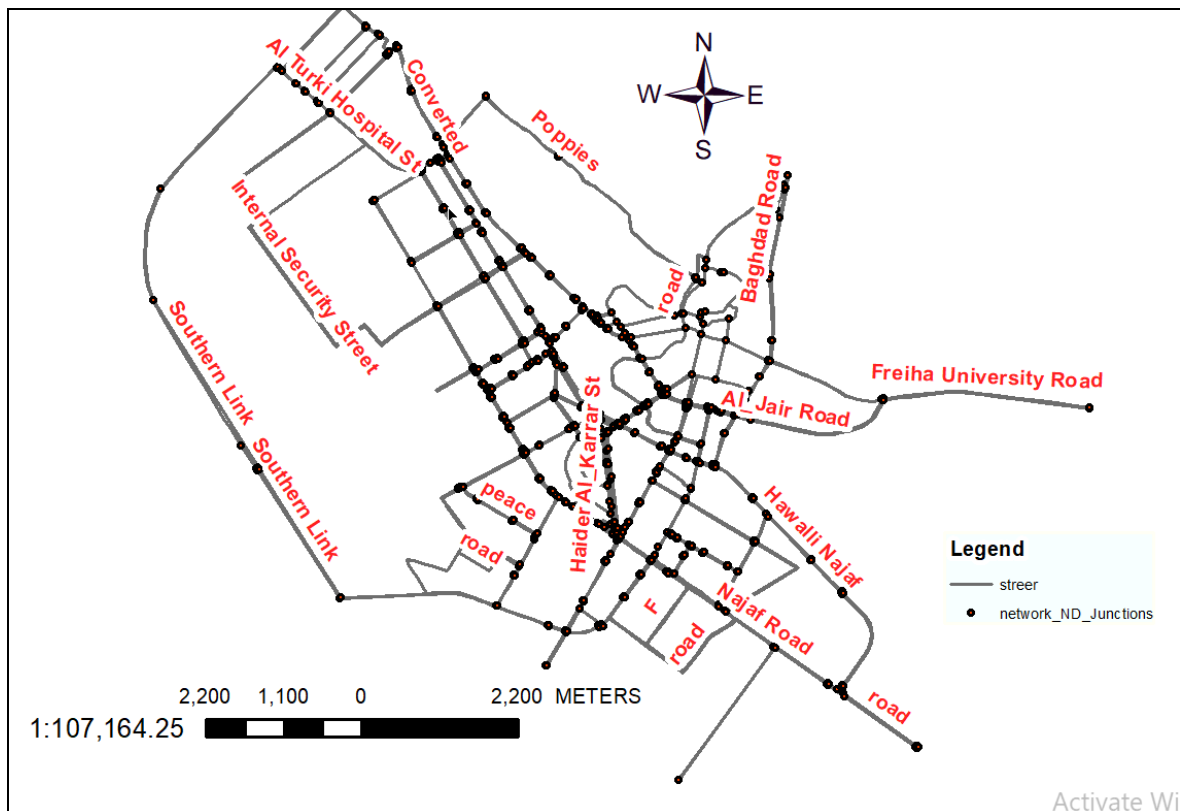 N
W E
S
Al Turki Hospital St
Converted
Poppies
Internal Security Street
road
Baghdad Road
Southern Link
Southern Link
Freiha University Road
Al_Jair Road
Haider Al_Karrar St
peace
road
Hawalli Najaf
F
road
Najaf Road
road
Legend
streer
network_ND_Junctions
2,200 1,100 0 2,200 METERS
1:107,164.25
Activate Wi